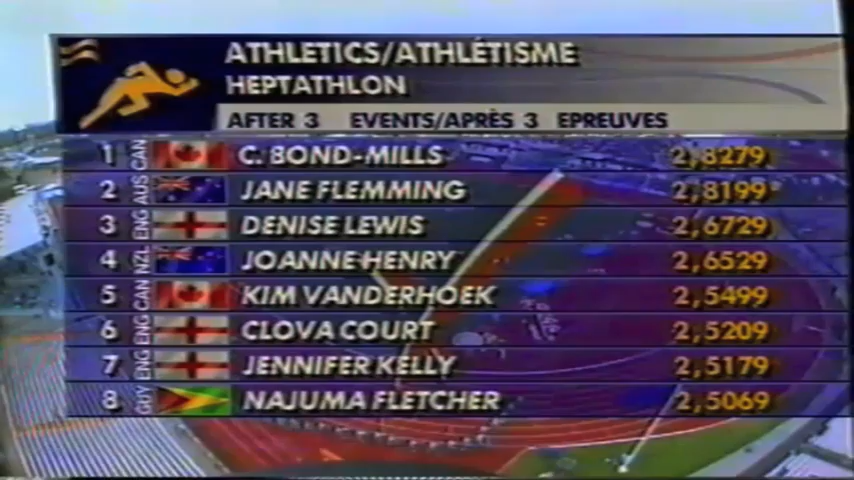 ATHLETICS/ATHLÉTISME
HEPTATHLON
AFTER 3 EVENTS/APRÈS 3 EPREUVES
1 CAN C. BOND-MILLS 2,8279
2 AUS JANE FLEMMING 2,8199
3 ENG DENISE LEWIS 2,6729
4 NZL JOANNE HENRY 2,6529
5 CAN KIM VANDERHOEK 2,5499
6 ENG CLOVA COURT 2,5209
7 ENG JENNIFER KELLY 2,5179
8 GUY NAJUMA FLETCHER 2,5069